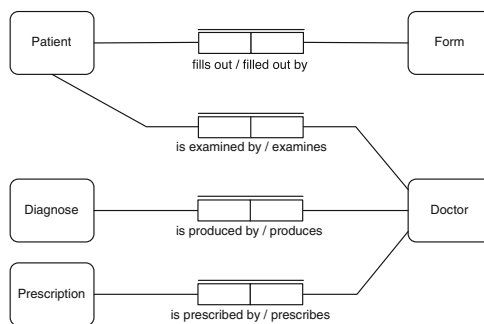 Patient
Form
fills out / filled out by
is examined by / examines
Diagnose
Doctor
is produced by / produces
Prescription
is prescribed by / prescribes